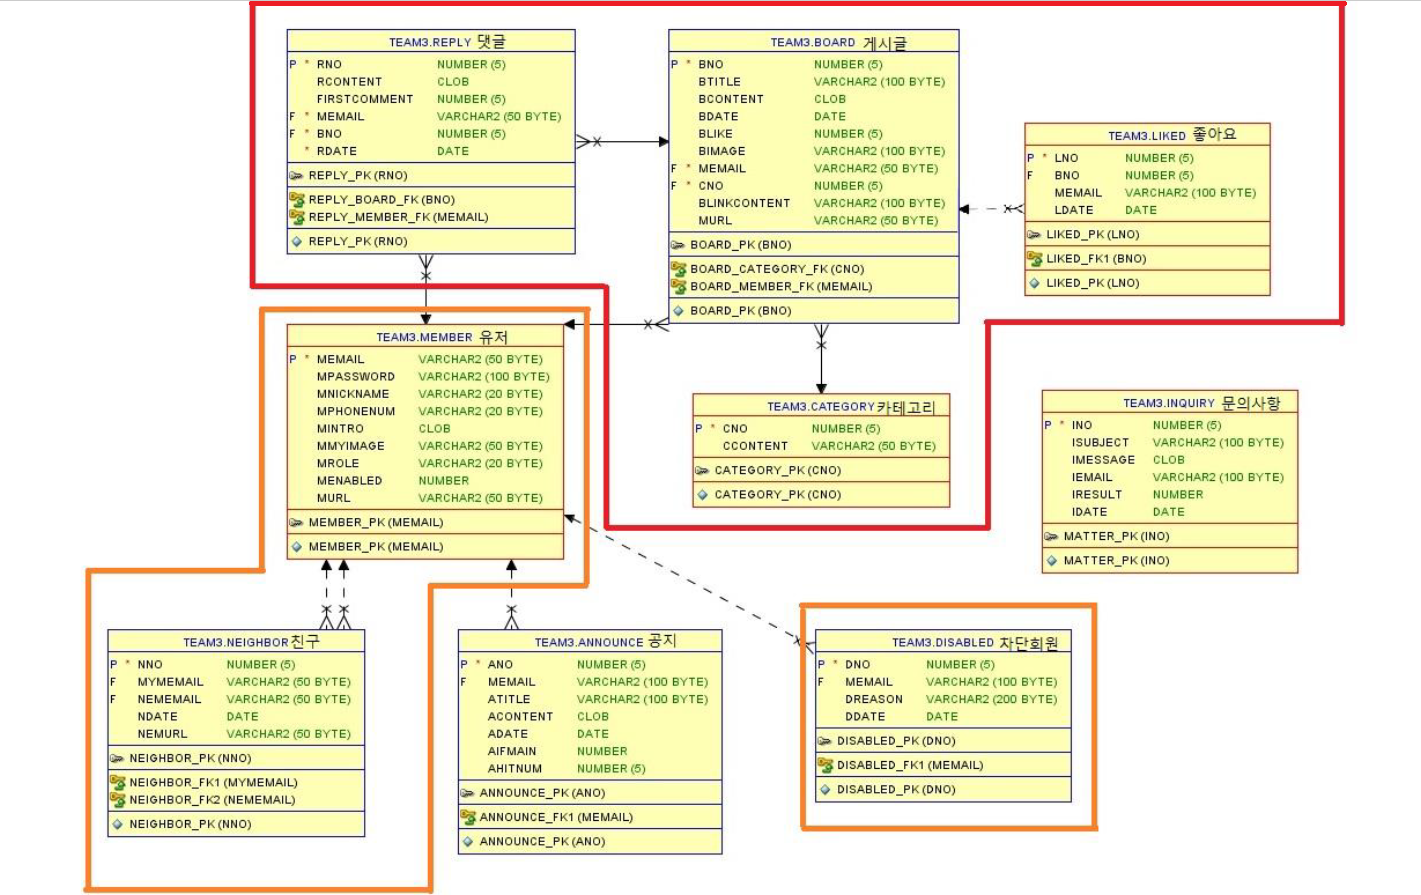 TEAM3.REPLY 댓글
P * RNO NUMBER (5)
RCONTENT CLOB
FIRSTCOMMENT NUMBER (5)
F * MEMAIL VARCHAR2 (50 BYTE)
F * BNO NUMBER (5)
* RDATE DATE
REPLY_PK (RNO)
REPLY_BOARD_FK (BNO)
REPLY_MEMBER_FK (MEMAIL)
REPLY_PK (RNO)
TEAM3.BOARD 게시글
P * BNO NUMBER (5)
BTITLE VARCHAR2 (100 BYTE)
BCONTENT CLOB
BDATE DATE
BLIKE NUMBER (5)
BIMAGE VARCHAR2 (100 BYTE)
F * MEMAIL VARCHAR2 (50 BYTE)
F * CNO NUMBER (5)
BLINKCONTENT VARCHAR2 (100 BYTE)
MURL VARCHAR2 (50 BYTE)
BOARD_PK (BNO)
BOARD_CATEGORY_FK (CNO)
BOARD_MEMBER_FK (MEMAIL)
BOARD_PK (BNO)
TEAM3.LIKED 좋아요
P * LNO NUMBER (5)
F BNO NUMBER (5)
MEMAIL VARCHAR2 (100 BYTE)
LDATE DATE
LIKED_PK (LNO)
LIKED_FK1 (BNO)
LIKED_PK (LNO)
TEAM3.MEMBER 유저
P * MEMAIL VARCHAR2 (50 BYTE)
MPASSWORD VARCHAR2 (100 BYTE)
MNICKNAME VARCHAR2 (20 BYTE)
MPHONENUM VARCHAR2 (20 BYTE)
MINTRO CLOB
MMYIMAGE VARCHAR2 (50 BYTE)
MROLE VARCHAR2 (20 BYTE)
MENABLED NUMBER
MURL VARCHAR2 (50 BYTE)
MEMBER_PK (MEMAIL)
MEMBER_PK (MEMAIL)
TEAM3.CATEGORY 카테고리
P * CNO NUMBER (5)
CCONTENT VARCHAR2 (50 BYTE)
CATEGORY_PK (CNO)
CATEGORY_PK (CNO)
TEAM3.INQUIRY 문의사항
P * INO NUMBER (5)
ISUBJECT VARCHAR2 (100 BYTE)
IMESSAGE CLOB
IEMAIL VARCHAR2 (100 BYTE)
IRESULT NUMBER
IDATE DATE
MATTER_PK (INO)
MATTER_PK (INO)
TEAM3.NEIGHBOR 친구
P * NNO NUMBER (5)
F MYMEMAIL VARCHAR2 (50 BYTE)
F NEMEMAIL VARCHAR2 (50 BYTE)
NDATE DATE
NEMURL VARCHAR2 (50 BYTE)
NEIGHBOR_PK (NNO)
NEIGHBOR_FK1 (MYMEMAIL)
NEIGHBOR_FK2 (NEMEMAIL)
NEIGHBOR_PK (NNO)
TEAM3.ANNOUNCE 공지
P * ANO NUMBER (5)
F MEMAIL VARCHAR2 (100 BYTE)
ATITLE VARCHAR2 (100 BYTE)
ACONTENT CLOB
ADATE DATE
AIFMAIN NUMBER
AHITNUM NUMBER (5)
ANNOUNCE_PK (ANO)
ANNOUNCE_FK1 (MEMAIL)
ANNOUNCE_PK (ANO)
TEAM3.DISABLED 차단회원
P * DNO NUMBER (5)
F MEMAIL VARCHAR2 (100 BYTE)
DREASON VARCHAR2 (200 BYTE)
DDATE DATE
DISABLED_PK (DNO)
DISABLED_FK1 (MEMAIL)
DISABLED_PK (DNO)